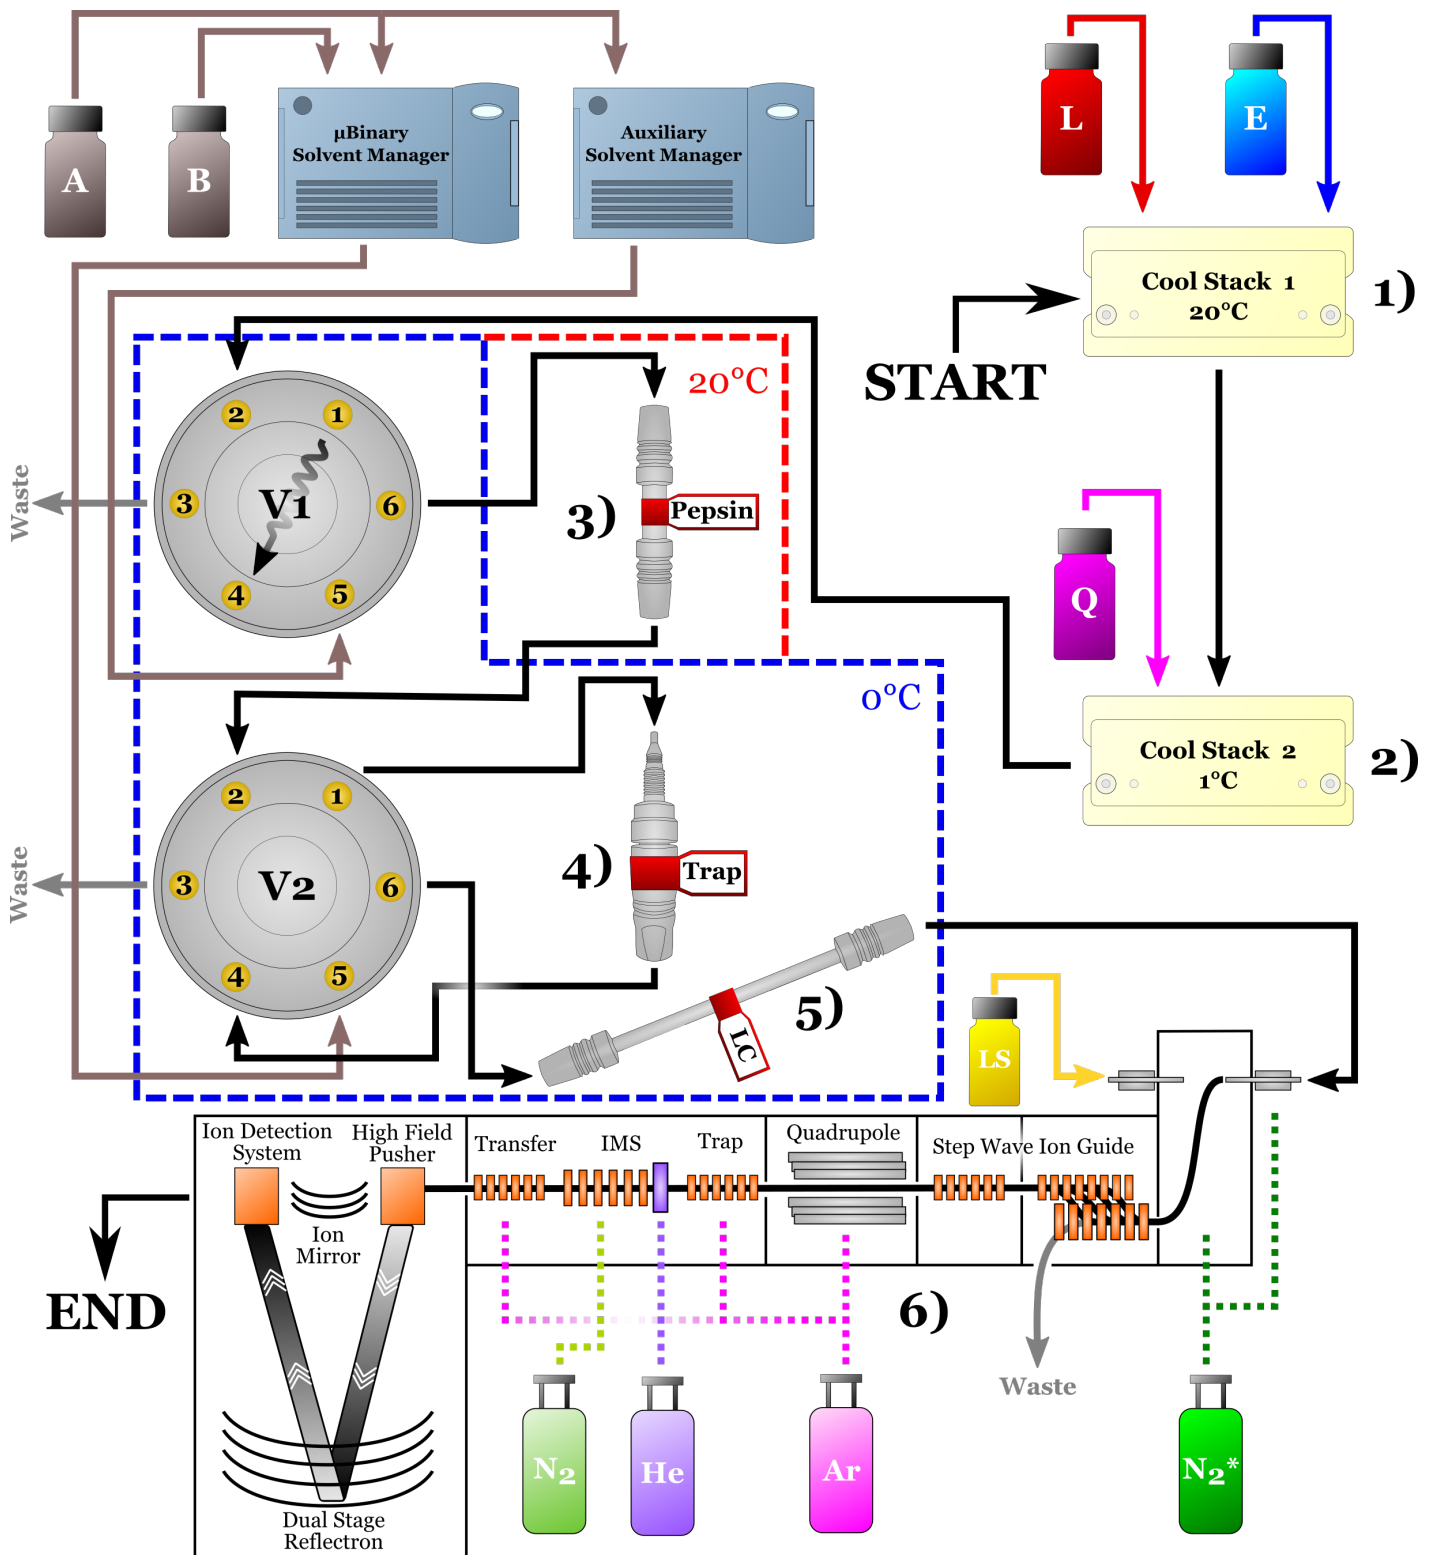 A
B
µBinary
Solvent Manager
Auxiliary
Solvent Manager
L
E
Cool Stack 1
20°C
1)
START
20°C
2
1
3
V1
6
4
5
Waste
3)
Pepsin
Q
0°C
Cool Stack 2
1°C
2)
2
1
3
V2
6
4
5
Waste
4)
Trap
5)
LC
LS
Ion Detection
System
High Field
Pusher
Transfer
IMS
Trap
Quadrupole
Step Wave Ion Guide
Ion
Mirror
END
6)
Waste
N2
He
Ar
N2*
Dual Stage
Reflectron